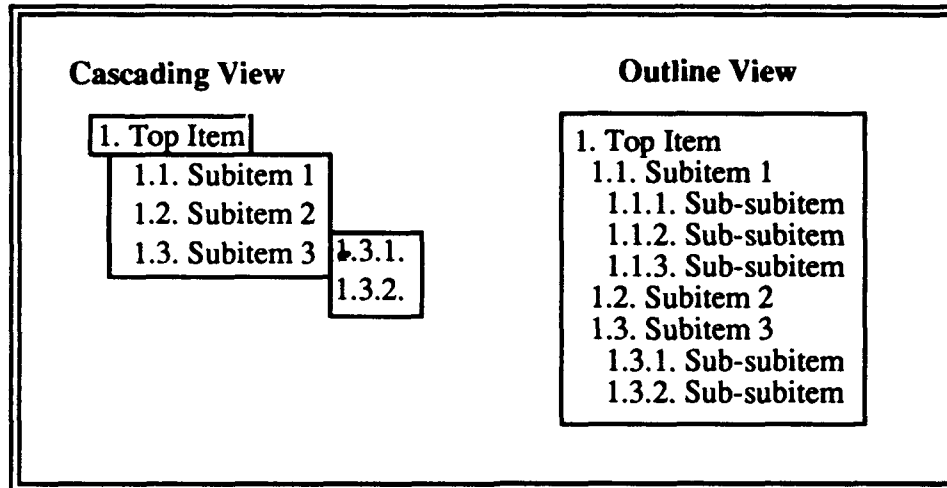 Cascading View
1. Top Item
1.1. Subitem 1
1.2. Subitem 2
1.3. Subitem 3
1.3.1.
1.3.2.
Outline View
1. Top Item
1.1. Subitem 1
1.1.1. Sub-subitem
1.1.2. Sub-subitem
1.1.3. Sub-subitem
1.2. Subitem 2
1.3. Subitem 3
1.3.1. Sub-subitem
1.3.2. Sub-subitem